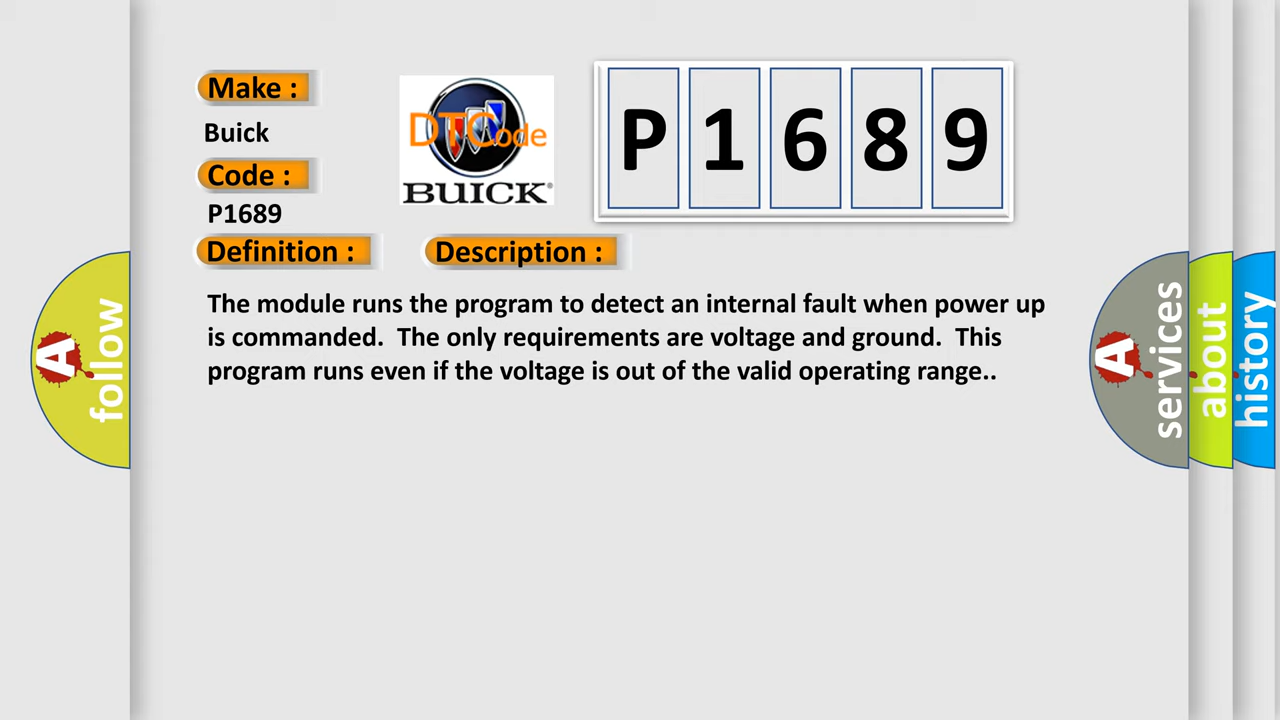 Make :
Buick
Code :
P1689
DTCode
BUICK®
P 1 6 8 9
Definition :
Description :
The module runs the program to detect an internal fault when power up
is commanded The only requirements are voltage and ground This
program runs even if the voltage is out of the valid operating range..
A follow
A services
about
history